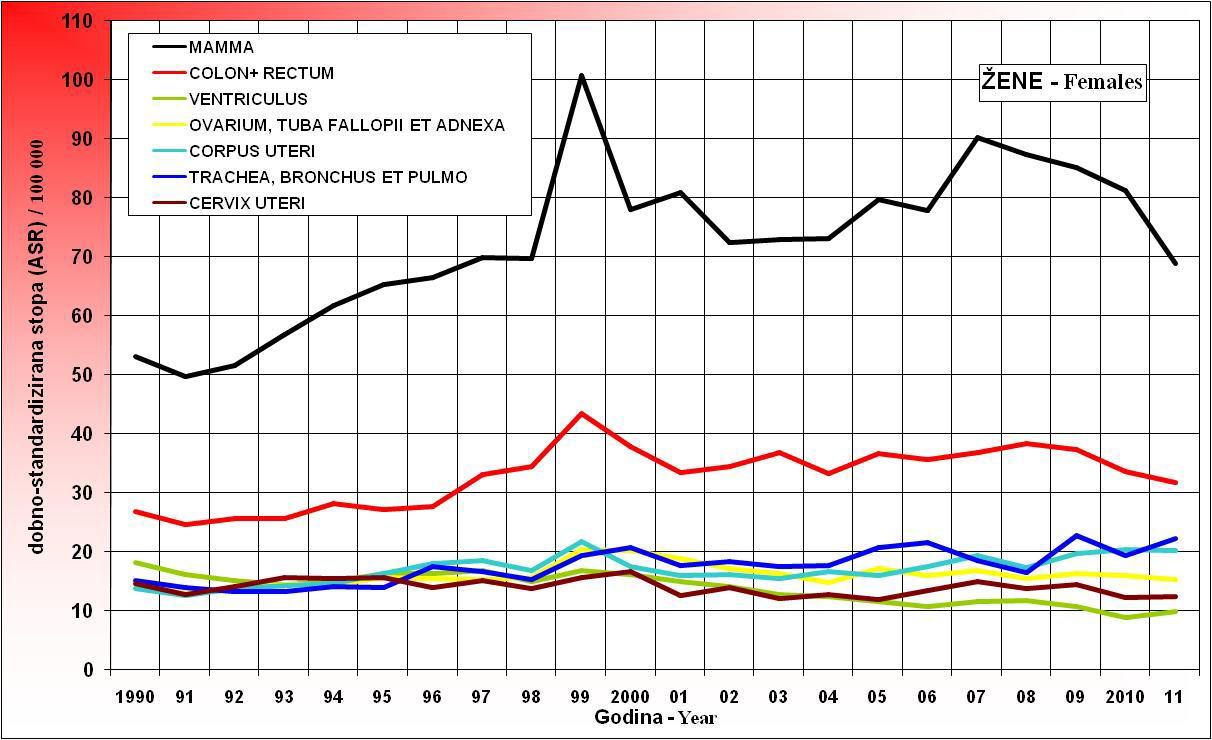 110
100
90
80
70
60
50
40
30
20
10
0
dobno-standardizirana stopa (ASR) / 100 000
MAMMA
COLON+ RECTUM
VENTRICULUS
OVARIUM, TUBA FALLOPII ET ADNEXA
CORPUS UTERI
TRACHEA, BRONCHUS ET PULMO
CERVIX UTERI
ŽENE - Females
1990 91 92 93 94 95 96 97 98 99 2000 01 02 03 04 05 06 07 08 09 2010 11
Godina - Year